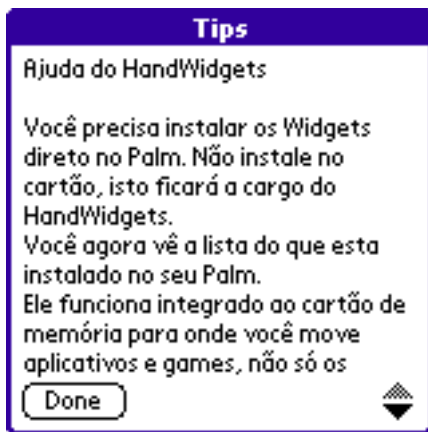 Tips
Ajuda do HandWidgets
Você precisa instalar os Widgets
direto no Palm. Não instale no
cartão, isto ficará a cargo do
HandWidgets.
Você agora vê a lista do que esta
instalado no seu Palm.
Ele funciona integrado ao cartão de
memória para onde você move
aplicativos e games, não só os
Done